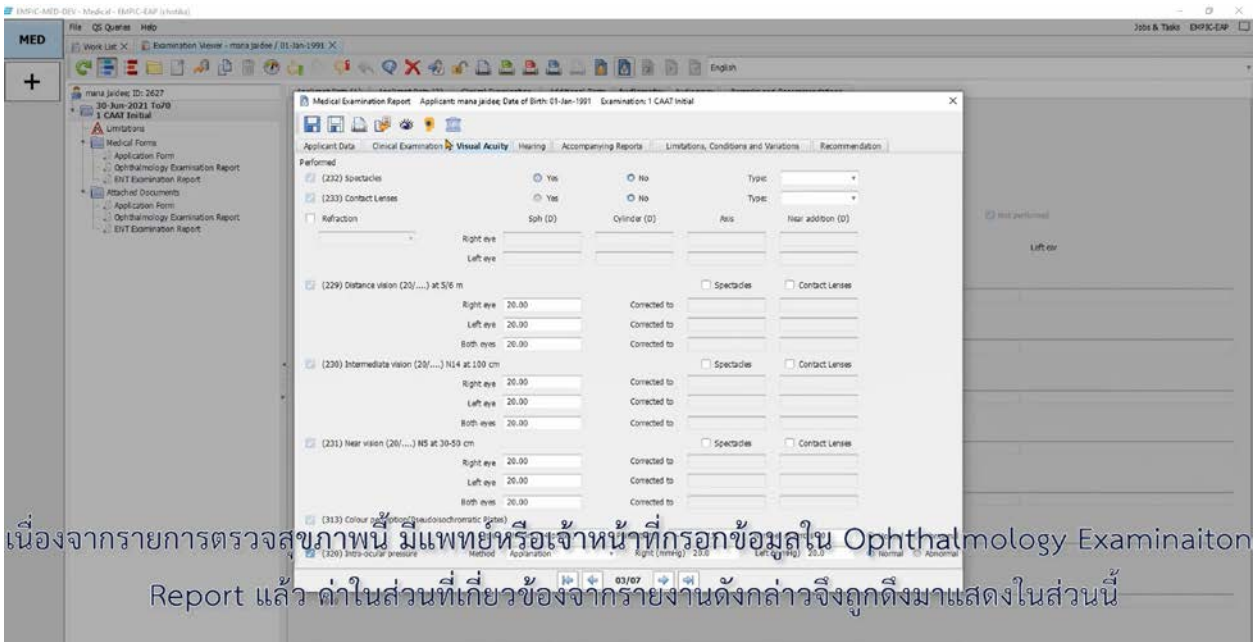 EMPIC-MED-DEV - Medical - EMPIC-EAP
File QS Queries Help
Jobs & Tasks EMPIC-EAP
MED
Work List
Examination Viewer - mana jaidee / 01-Jan-1991
English
+
mana jaidee; ID: 2627
30-Jun-2021 To70
1 CAAT Initial
Limitations
Medical Forms
Application Form
Ophthalmology Examination Report
ENT Examination Report
Attached Documents
Application Form
Ophthalmology Examination Report
ENT Examination Report
Not performed
Left ear
Medical Examination Report Applicant: mana jaidee; Date of Birth: 01-Jan-1991 Examination: 1 CAAT Initial
Applicant Data Clinical Examination Visual Acuity Hearing Accompanying Reports Limitations, Conditions and Variations Recommendation
Performed
(232) Spectacles Yes No Type:
(233) Contact Lenses Yes No Type:
Refraction Sph (D) Cylinder (D) Axis Near addition (D)
Right eye
Left eye
(229) Distance vision (20/....) at 5/6 m Spectacles Contact Lenses
Right eye 20.00 Corrected to
Left eye 20.00 Corrected to
Both eyes 20.00 Corrected to
(230) Intermediate vision (20/....) N14 at 100 cm Spectacles Contact Lenses
Right eye 20.00 Corrected to
Left eye 20.00 Corrected to
Both eyes 20.00 Corrected to
(231) Near vision (20/....) N5 at 30-50 cm Spectacles Contact Lenses
Right eye 20.00 Corrected to
Left eye 20.00 Corrected to
Both eyes 20.00 Corrected to
(313) Colour perception(Pseudoisochromatic Plates)
เนื่องจากรายการตรวจสุขภาพนี้ มีแพทย์หรือเจ้าหน้าที่กรอกข้อมูลใน Ophthalmology Examinaiton
(320) Intra-ocular pressure Method Applanation Right (mmHg) 20.0 Left (mmHg) 20.0 Normal Abnormal
03/07
Report แล้ว ค่าในส่วนที่เกี่ยวข้องจากรายงานดังกล่าวจึงถูกดึงมาแสดงในส่วนนี้